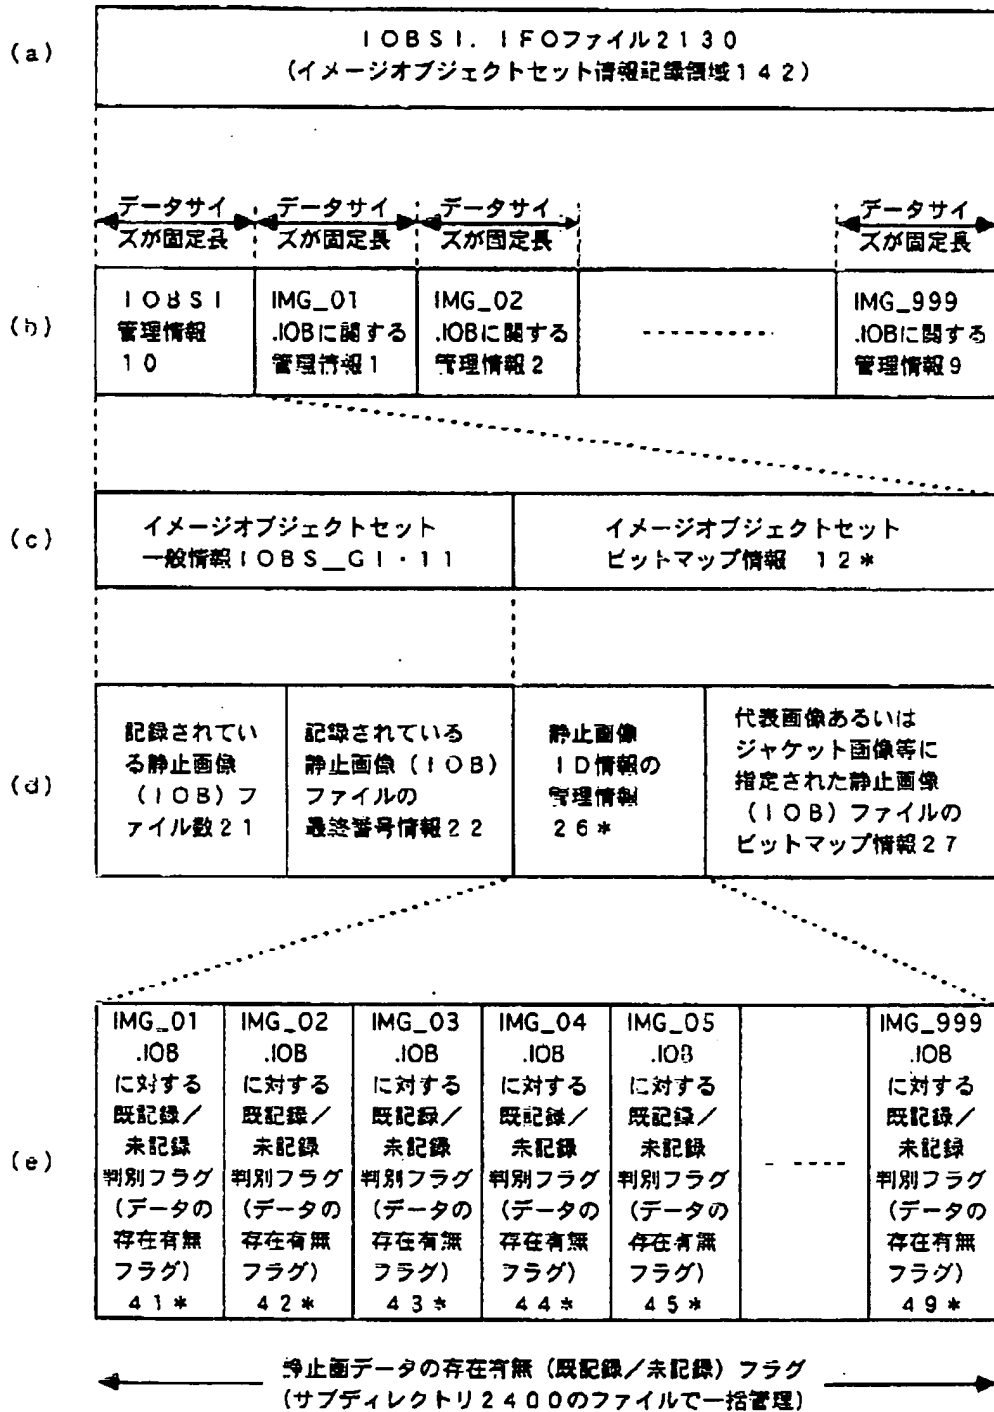 (a)
IOBSI. IFOファイル2130
(イメージオブジェクトセット情報記録領域142)
データサイ
ズが固定長
データサイ
ズが固定長
データサイ
ズが固定長
データサイ
ズが固定長
(b)
IOBSI
管理情報
10
IMG_01
.IOBに関する
管理情報1
IMG_02
.IOBに関する
管理情報2
IMG_999
.IOBに関する
管理情報9
(c)
イメージオブジェクトセット
一般情報IOBS__GI・11
イメージオブジェクトセット
ビットマップ情報 12*
(d)
記録されてい
る静止画像
(IOB)フ
ァイル数21
記録されている
静止画像(IOB)
ファイルの
最終番号情報22
静止画像
ID情報の
管理情報
26*
代表画像あるいは
ジャケット画像等に
指定された静止画像
(IOB)ファイルの
ビットマップ情報27
(e)
IMG_01
.IOB
に対する
既記録/
未記録
判別フラグ
(データの
存在有無
フラグ)
41*
IMG_02
.IOB
に対する
既記録/
未記録
判別フラグ
(データの
存在有無
フラグ)
42*
IMG_03
.IOB
に対する
既記録/
未記録
判別フラグ
(データの
存在有無
フラグ)
43*
IMG_04
.IOB
に対する
既記録/
未記録
判別フラグ
(データの
存在有無
フラグ)
44*
IMG_05
.IOB
に対する
既記録/
未記録
判別フラグ
(データの
存在有無
フラグ)
45*
IMG_999
.IOB
に対する
既記録/
未記録
判別フラグ
(データの
存在有無
フラグ)
49*
静止画データの存在有無(既記録/未記録)フラグ
(サブディレクトリ2400のファイルで一括管理)